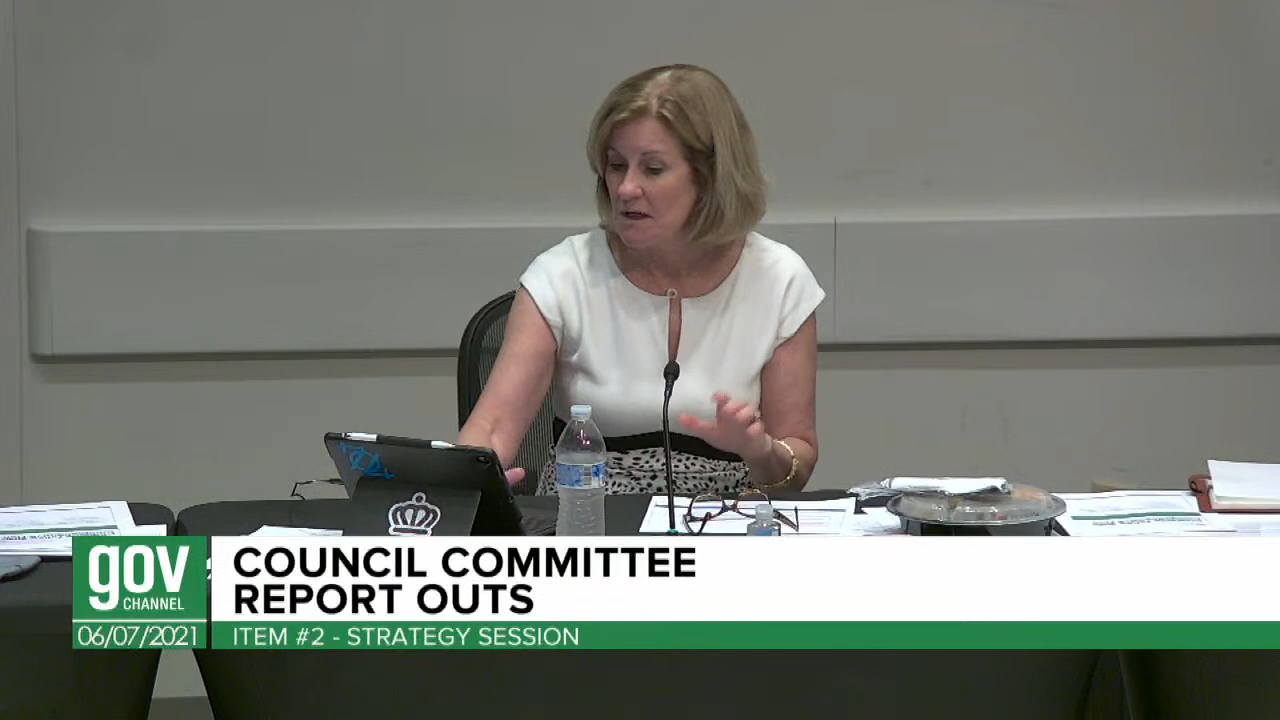 gov
CHANNEL
06/07/2021
COUNCIL COMMITTEE
REPORT OUTS
ITEM #2 - STRATEGY SESSION